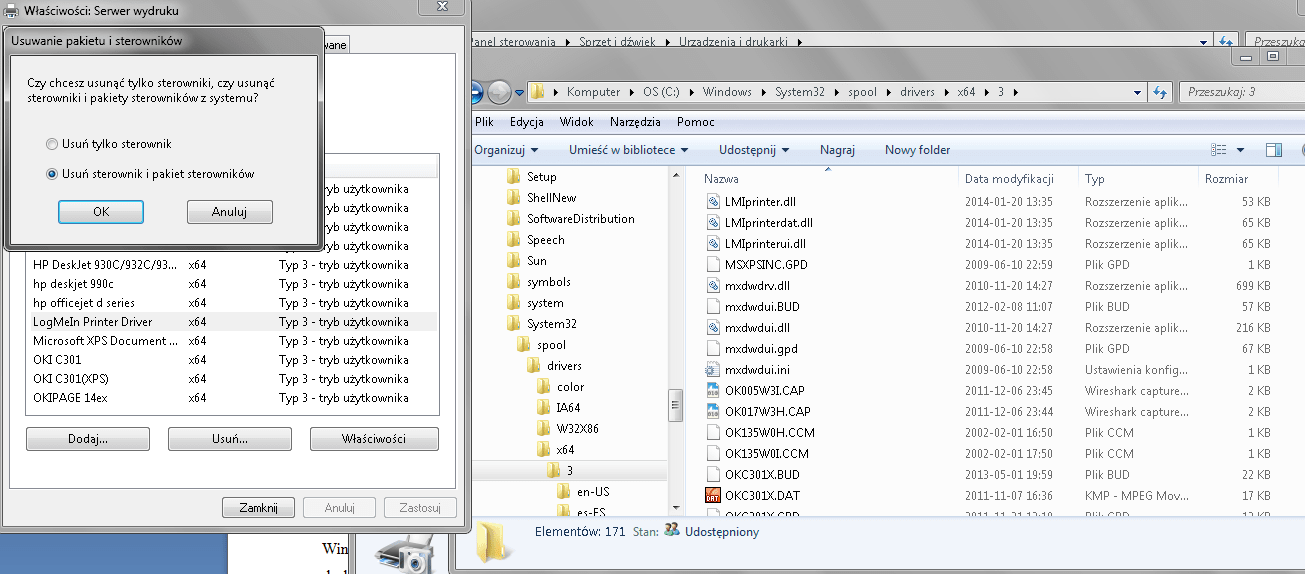 Właściwości: Serwer wydruku
Usuwanie pakietu i sterowników
Czy chcesz usunąć tylko sterowniki, czy usunąć
sterowniki i pakiety sterowników z systemu?
Usuń tylko sterownik
Usuń sterownik i pakiet sterowników
OK Anuluj
wane
ryb użytkownika
ryb użytkownika
ryb użytkownika
Typ 3 - tryb użytkownika
HP DeskJet 930C/932C/93... x64 Typ 3 - tryb użytkownika
hp deskjet 990c x64 Typ 3 - tryb użytkownika
hp officejet d series x64 Typ 3 - tryb użytkownika
LogMeIn Printer Driver x64 Typ 3 - tryb użytkownika
Microsoft XPS Document ... x64 Typ 3 - tryb użytkownika
OKI C301 x64 Typ 3 - tryb użytkownika
OKI C301(XPS) x64 Typ 3 - tryb użytkownika
OKIPAGE 14ex x64 Typ 3 - tryb użytkownika
Dodaj... Usuń... Właściwości
Zamknij Anuluj Zastosuj
Win
Panel sterowania Sprzęt i dźwięk Urządzenia i drukarki Przeszuka
Komputer OS (C:) Windows System32 spool drivers x64 3 Przeszukaj: 3
Plik Edycja Widok Narzędzia Pomoc
Organizuj Umieść w bibliotece Udostępnij Nagraj Nowy folder
Setup
ShellNew
SoftwareDistribution
Speech
Sun
symbols
system
System32
spool
drivers
color
IA64
W32X86
x64
3
en-US
es-ES
Nazwa Data modyfikacji Typ Rozmiar
LMIprinter.dll 2014-01-20 13:35 Rozszerzenie aplik... 53 KB
LMIprinterdat.dll 2014-01-20 13:35 Rozszerzenie aplik... 65 KB
LMIprinterui.dll 2014-01-20 13:35 Rozszerzenie aplik... 65 KB
MSXPSINC.GPD 2009-06-10 22:59 Plik GPD 1 KB
mxdwdrv.dll 2010-11-20 14:27 Rozszerzenie aplik... 699 KB
mxdwdui.BUD 2012-02-08 11:07 Plik BUD 57 KB
mxdwdui.dll 2010-11-20 14:27 Rozszerzenie aplik... 216 KB
mxdwdui.gpd 2009-06-10 22:58 Plik GPD 67 KB
mxdwdui.ini 2009-06-10 22:58 Ustawienia konfig... 1 KB
OK005W3I.CAP 2011-12-06 23:45 Wireshark capture... 2 KB
OK017W3H.CAP 2011-12-06 23:44 Wireshark capture... 2 KB
OK135W0H.CCM 2002-02-01 16:50 Plik CCM 1 KB
OK135W0I.CCM 2002-02-01 17:50 Plik CCM 1 KB
OKC301X.BUD 2013-05-01 19:59 Plik BUD 22 KB
OKC301X.DAT 2011-11-07 16:36 KMP - MPEG Mov... 17 KB
Elementów: 171 Stan: Udostępniony